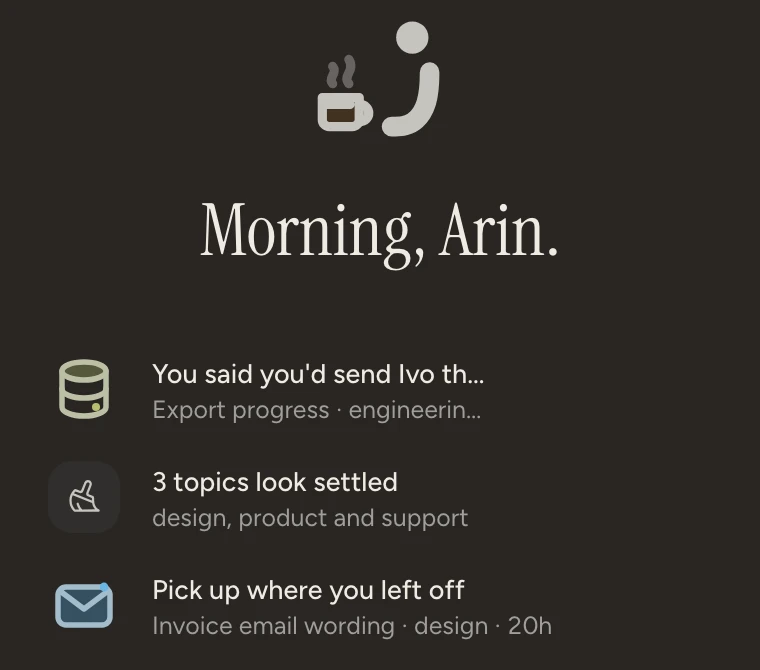 Morning, Arin.
You said you'd send Ivo th...
Export progress · engineerin...
3 topics look settled
design, product and support
Pick up where you left off
Invoice email wording · design · 20h